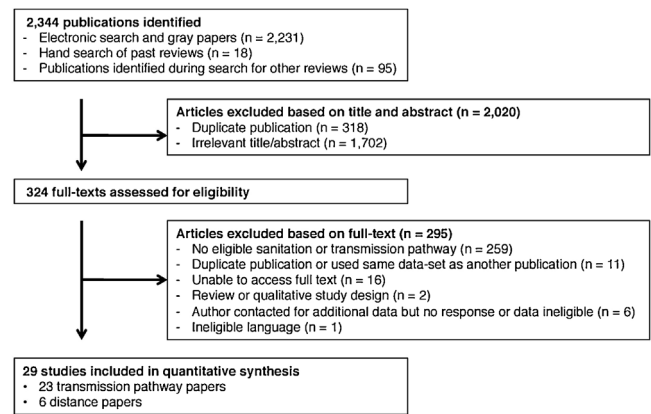 2,344 publications identified
- Electronic search and gray papers (n = 2,231)
- Hand search of past reviews (n = 18)
- Publications identified during search for other reviews (n = 95)
Articles excluded based on title and abstract (n = 2,020)
- Duplicate publication (n = 318)
- Irrelevant title/abstract (n = 1,702)
324 full-texts assessed for eligibility
Articles excluded based on full-text (n = 295)
- No eligible sanitation or transmission pathway (n = 259)
- Duplicate publication or used same data-set as another publication (n = 11)
- Unable to access full text (n = 16)
- Review or qualitative study design (n = 2)
- Author contacted for additional data but no response or data ineligible (n = 6)
- Ineligible language (n = 1)
29 studies included in quantitative synthesis
• 23 transmission pathway papers
• 6 distance papers